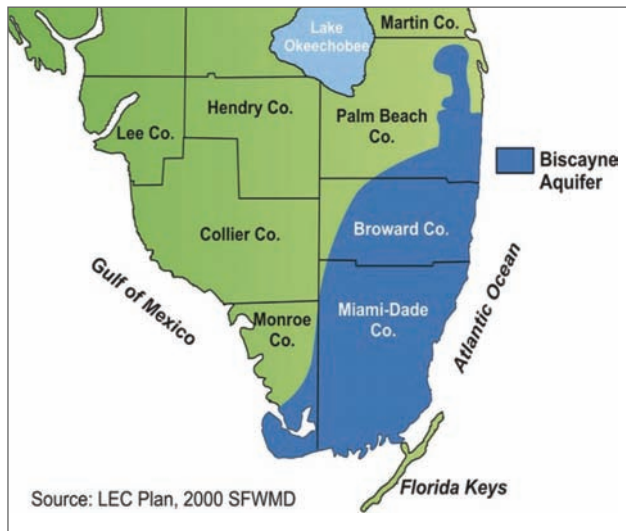 Lake
Okeechobee
Martin Co.
Hendry Co.
Lee Co.
Palm Beach
Co.
Biscayne
Aquifer
Collier Co.
Broward Co.
Gulf of Mexico
Monroe
Co.
Miami-Dade
Co.
Atlantic Ocean
Florida Keys
Source: LEC Plan, 2000 SFWMD